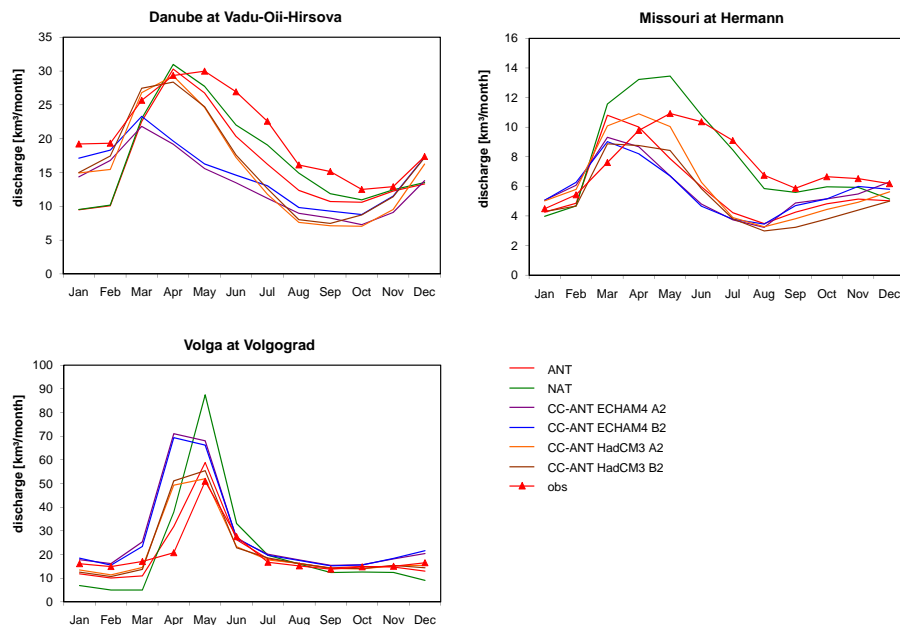 Danube at Vadu-Oii-Hirsova
discharge [km³/month]
35
30
25
20
15
10
5
0
Jan Feb Mar Apr May Jun Jul Aug Sep Oct Nov Dec
Missouri at Hermann
discharge [km³/month]
16
14
12
10
8
6
4
2
0
Jan Feb Mar Apr May Jun Jul Aug Sep Oct Nov Dec
Volga at Volgograd
discharge [km³/month]
100
90
80
70
60
50
40
30
20
10
0
Jan Feb Mar Apr May Jun Jul Aug Sep Oct Nov Dec
ANT
NAT
CC-ANT ECHAM4 A2
CC-ANT ECHAM4 B2
CC-ANT HadCM3 A2
CC-ANT HadCM3 B2
obs